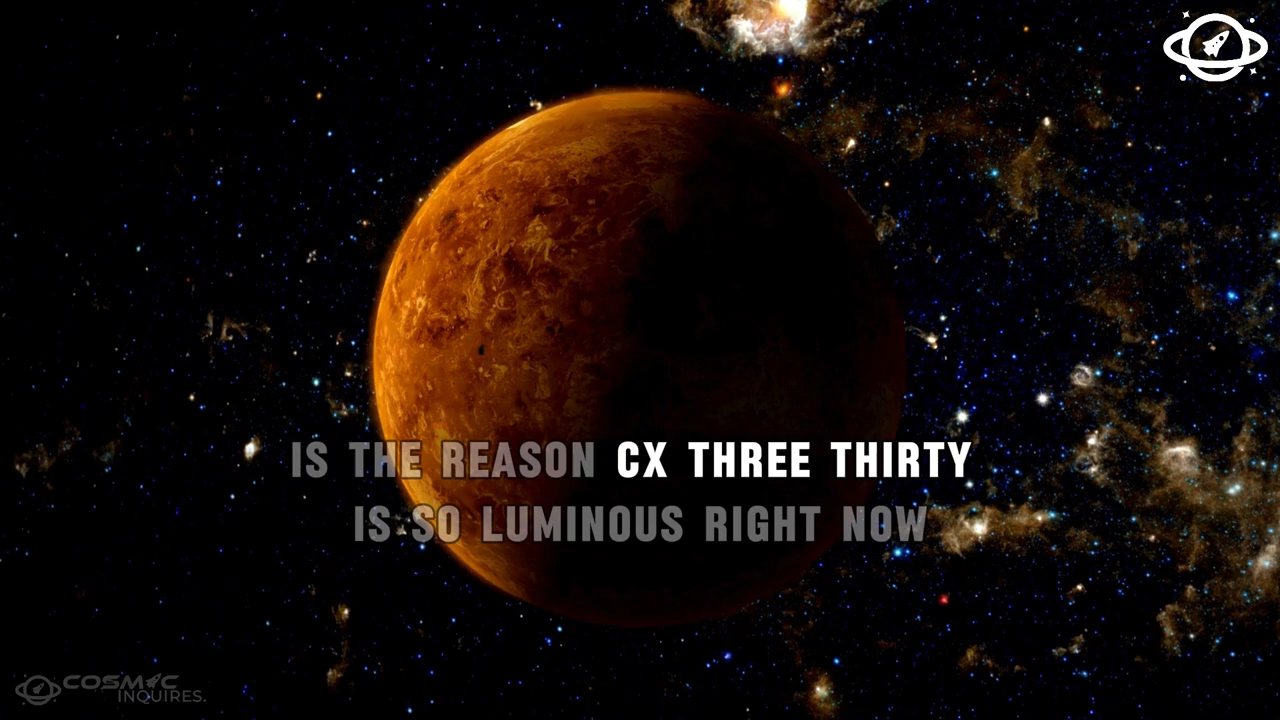 IS THE REASON CX THREE THIRTY
IS SO LUMINOUS RIGHT NOW
COSMIC
INQUIRES.